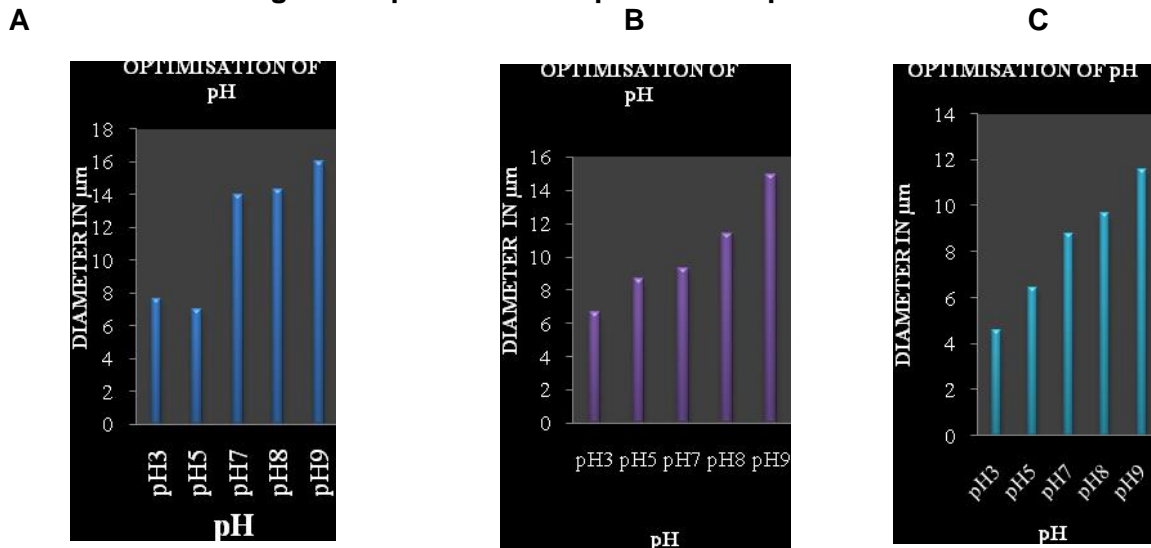 A
B
C
OPTIMISATION OF
pH
DIAMETER IN µm
18
16
14
12
10
8
6
4
2
0
pH3 pH5 pH7 pH8 pH9
pH
OPTIMISATION OF
pH
DIAMETER IN µm
16
14
12
10
8
6
4
2
0
pH3 pH5 pH7 pH8 pH9
pH
OPTIMISATION OF pH
DIAMETER IN µm
14
12
10
8
6
4
2
0
pH3 pH5 pH7 pH8 pH9
pH